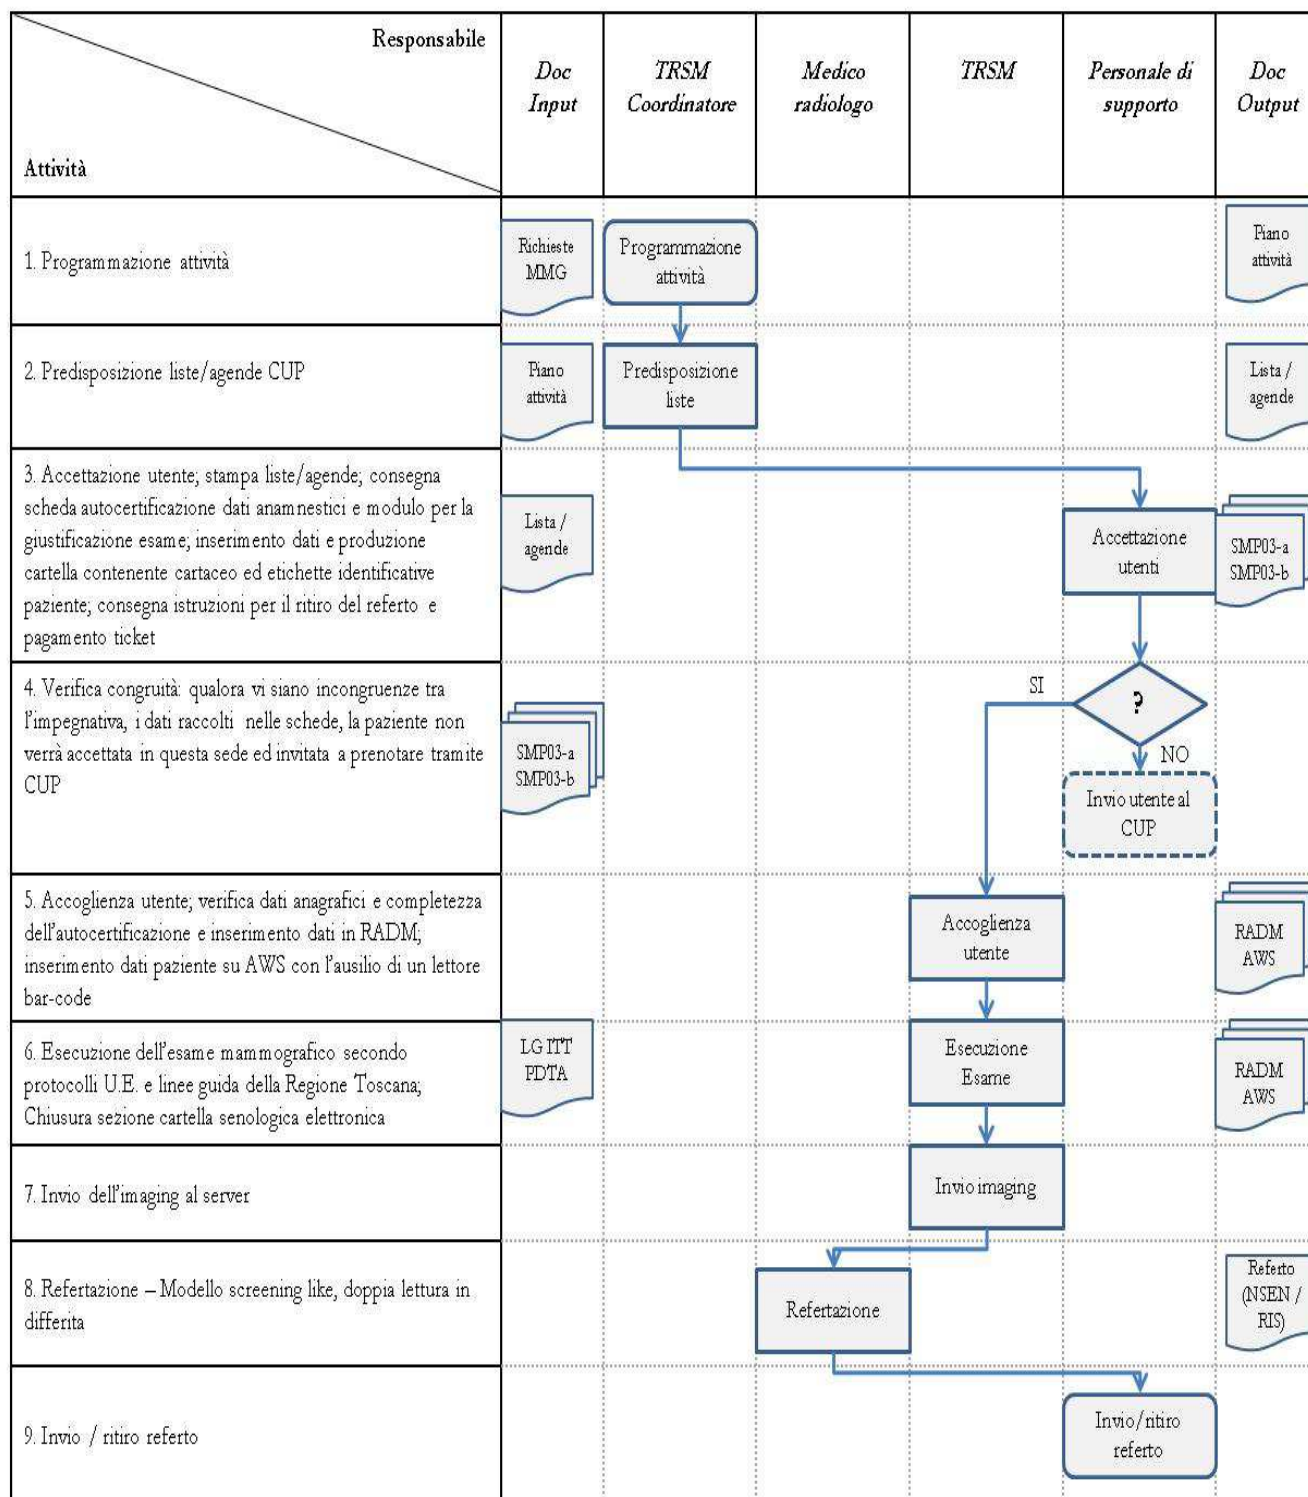 Responsabile
Attività
Doc
Input
TRSM
Coordinatore
Medico
radiologo
TRSM
Personale di
supporto
Doc
Output
1. Programmazione attività
Richieste
MMG
Programmazione
attività
Piano
attività
2. Predisposizione liste/agende CUP
Piano
attività
Predisposizione
liste
Lista /
agende
3. Accettazione utente; stampa liste/agende; consegna
scheda autocertificazione dati anamnestici e modulo per la
giustificazione esame; inserimento dati e produzione
cartella contenente cartaceo ed etichette identificative
paziente; consegna istruzioni per il ritiro del referto e
pagamento ticket
Lista /
agende
Accettazione
utenti
SMP03-a
SMP03-b
4. Verifica congruità: qualora vi siano incongruenze tra
l'impegnativa, i dati raccolti nelle schede, la paziente non
verrà accettata in questa sede ed invitata a prenotare tramite
CUP
SMP03-a
SMP03-b
SI
?
NO
Invio utente al
CUP
5. Accoglienza utente; verifica dati anagrafici e completezza
dell'autocertificazione e inserimento dati in RADM;
inserimento dati paziente su AWS con l'ausilio di un lettore
bar-code
Accoglienza
utente
RADM
AWS
6. Esecuzione dell'esame mammografico secondo
protocolli U.E. e linee guida della Regione Toscana;
Chiusura sezione cartella senologica elettronica
LG ITT
PDTA
Esecuzione
Esame
RADM
AWS
7. Invio dell'imaging al server
Invio imaging
8. Refertazione – Modello screening like, doppia lettura in
differita
Refertazione
Referto
(NSEN /
RIS)
9. Invio / ritiro referto
Invio/ritiro
referto